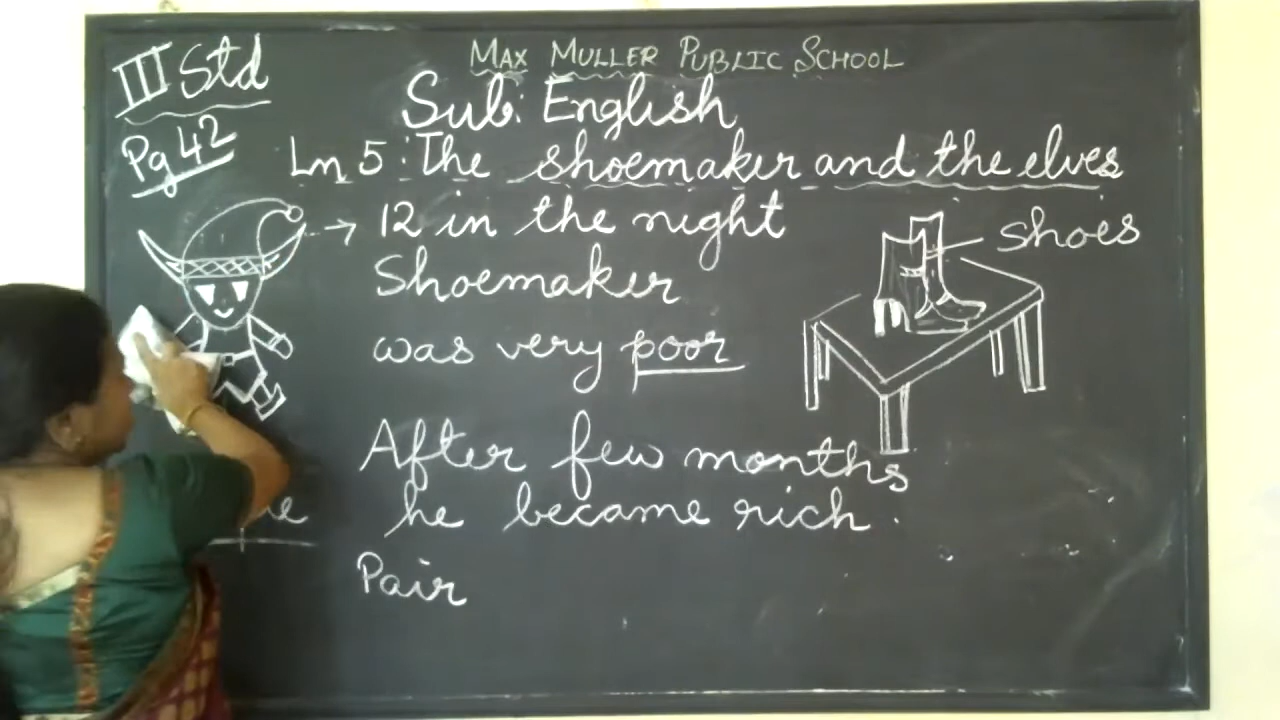 III Std
MAX MULLER PUBLIC SCHOOL
Sub: English
Pg 42
Ln 5: The shoemaker and the elves
→ 12 in the night
shoes
Shoemaker
was very poor
After few months
he became rich.
Pair